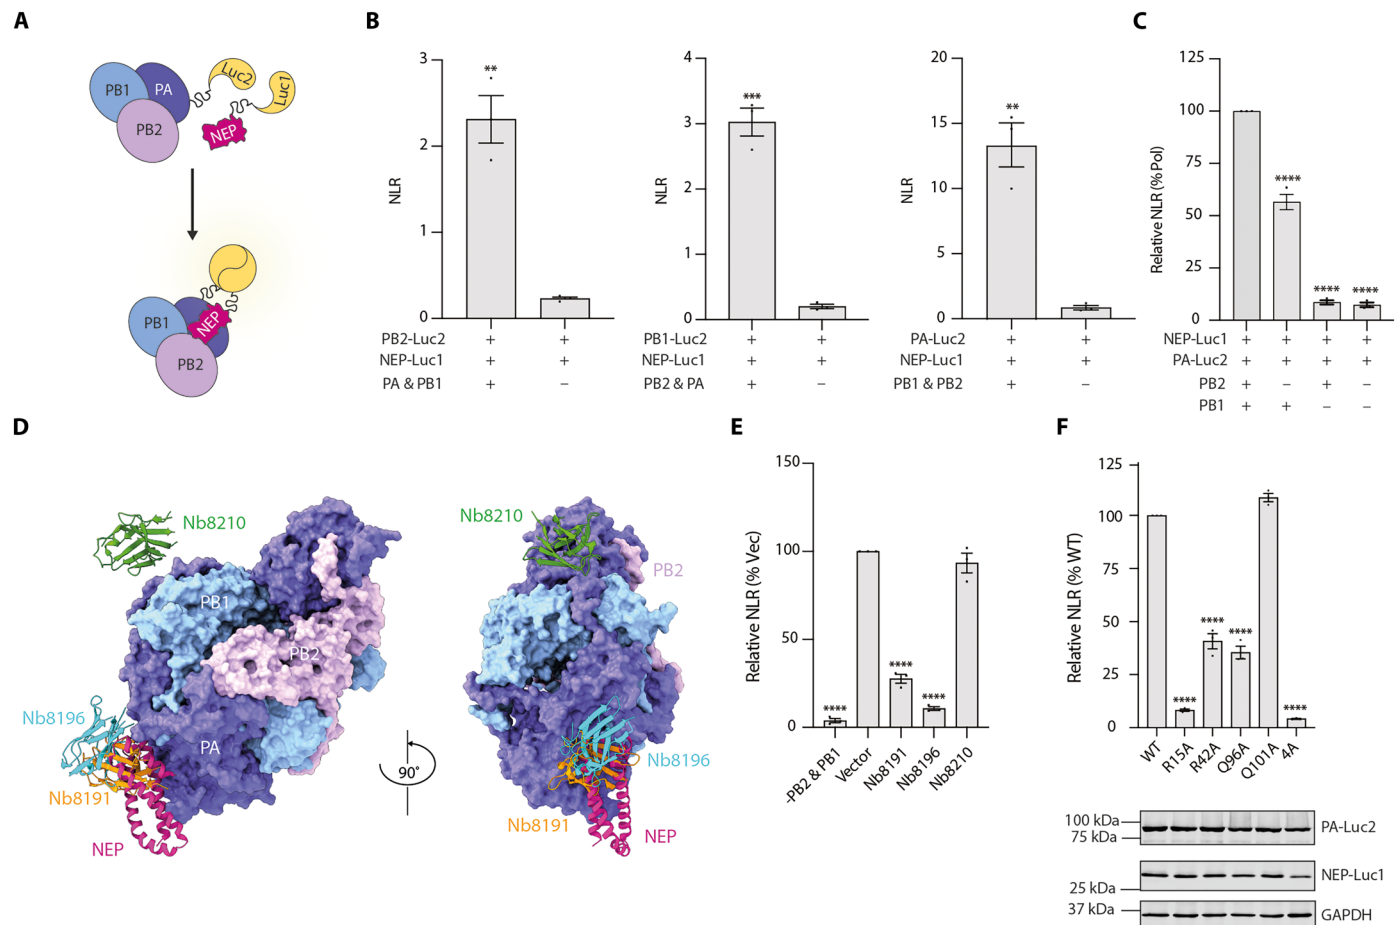 A
PB1
PA
PB2
Luc2
Luc1
NEP
PB1
NEP
PB2
B
NLR
3
2
1
0
**
PB2-Luc2 + +
NEP-Luc1 + +
PA & PB1 + –
NLR
4
3
2
1
0
***
PB1-Luc2 + +
NEP-Luc1 + +
PB2 & PA + –
NLR
20
15
10
5
0
**
PA-Luc2 + +
NEP-Luc1 + +
PB1 & PB2 + –
C
Relative NLR (% Pol)
125
100
75
50
25
0
**** **** ****
NEP-Luc1 + + + +
PA-Luc2 + + + +
PB2 + – + –
PB1 + + – –
D
Nb8210
PB1
PB2
Nb8196
PA
Nb8191
NEP
90°
Nb8210
PB2
Nb8196
Nb8191
NEP
E
Relative NLR (% Vec)
150
100
50
0
**** **** ****
-PB2 & PB1
Vector
Nb8191
Nb8196
Nb8210
F
Relative NLR (% WT)
125
100
75
50
25
0
**** **** **** ****
WT
R15A
R42A
Q96A
Q101A
4A
100 kDa
75 kDa
PA-Luc2
25 kDa
NEP-Luc1
37 kDa
GAPDH